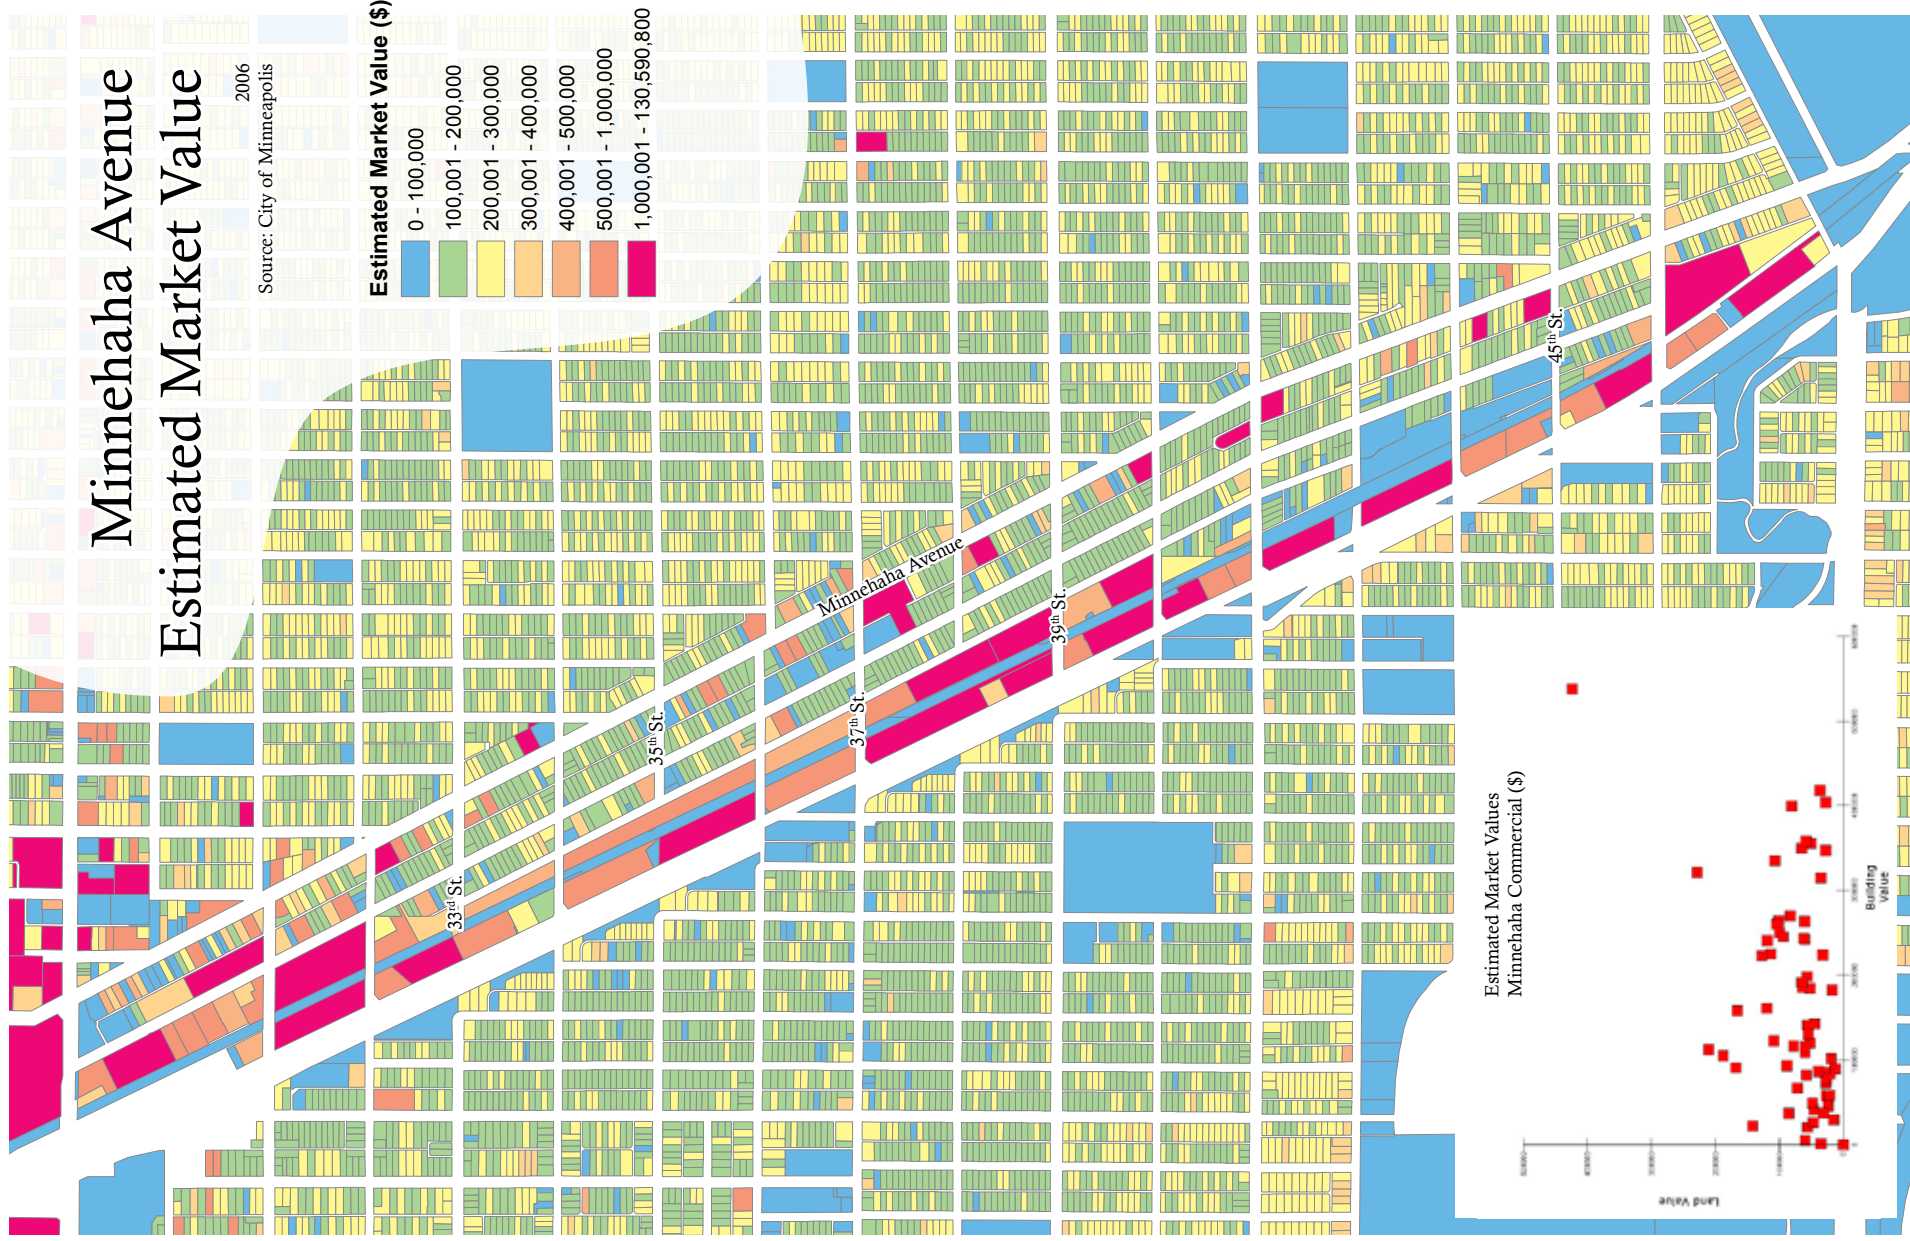 Minnehaha Avenue
Estimated Market Value
2006
Source: City of Minneapolis
Estimated Market Value ($)
0 - 100,000
100,001 - 200,000
200,001 - 300,000
300,001 - 400,000
400,001 - 500,000
500,001 - 1,000,000
1,000,001 - 130,590,800
33rd St.
35th St.
37th St.
Minnehaha Avenue
39th St.
45th St.
Estimated Market Values
Minnehaha Commercial ($)
Land Value
Building
Value
0